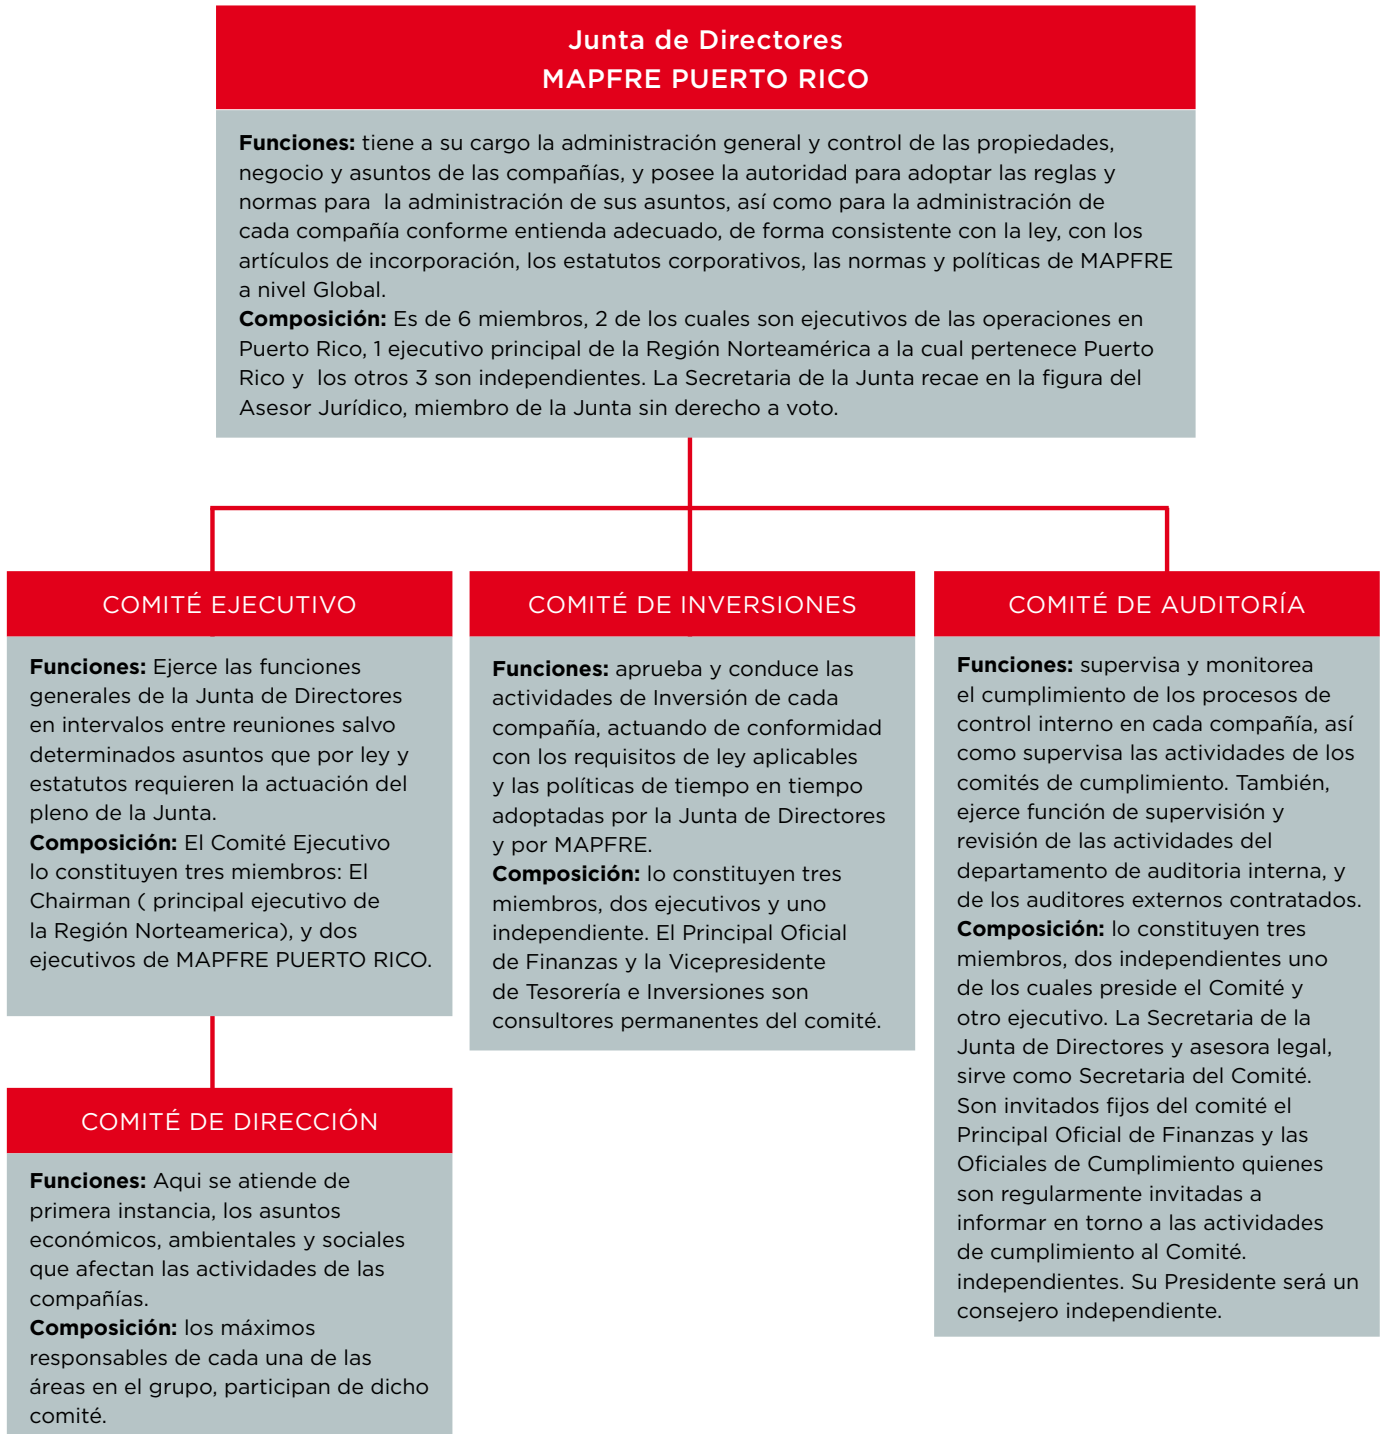 Junta de Directores
MAPFRE PUERTO RICO
Funciones: tiene a su cargo la administración general y control de las propiedades,
negocio y asuntos de las compañías, y posee la autoridad para adoptar las reglas y
normas para  la administración de sus asuntos, así como para la administración de
cada compañía conforme entienda adecuado, de forma consistente con la ley, con los
artículos de incorporación, los estatutos corporativos, las normas y políticas de MAPFRE
a nivel Global.
Composición: Es de 6 miembros, 2 de los cuales son ejecutivos de las operaciones en
Puerto Rico, 1 ejecutivo principal de la Región Norteamérica a la cual pertenece Puerto
Rico y  los otros 3 son independientes. La Secretaria de la Junta recae en la figura del
Asesor Jurídico, miembro de la Junta sin derecho a voto.
COMITÉ EJECUTIVO
Funciones: Ejerce las funciones
generales de la Junta de Directores
en intervalos entre reuniones salvo
determinados asuntos que por ley y
estatutos requieren la actuación del
pleno de la Junta.
Composición: El Comité Ejecutivo
lo constituyen tres miembros: El
Chairman ( principal ejecutivo de
la Región Norteamerica), y dos
ejecutivos de MAPFRE PUERTO RICO.
COMITÉ DE INVERSIONES
Funciones: aprueba y conduce las
actividades de Inversión de cada
compañía, actuando de conformidad
con los requisitos de ley aplicables
y las políticas de tiempo en tiempo
adoptadas por la Junta de Directores
y por MAPFRE.
Composición: lo constituyen tres
miembros, dos ejecutivos y uno
independiente. El Principal Oficial
de Finanzas y la Vicepresidente
de Tesorería e Inversiones son
consultores permanentes del comité.
COMITÉ DE AUDITORÍA
Funciones: supervisa y monitorea
el cumplimiento de los procesos de
control interno en cada compañía, así
como supervisa las actividades de los
comités de cumplimiento. También,
ejerce función de supervisión y
revisión de las actividades del
departamento de auditoria interna, y
de los auditores externos contratados.
Composición: lo constituyen tres
miembros, dos independientes uno
de los cuales preside el Comité y
otro ejecutivo. La Secretaria de la
Junta de Directores y asesora legal,
sirve como Secretaria del Comité.
Son invitados fijos del comité el
Principal Oficial de Finanzas y las
Oficiales de Cumplimiento quienes
son regularmente invitadas a
informar en torno a las actividades
de cumplimiento al Comité.
independientes. Su Presidente será un
consejero independiente.
COMITÉ DE DIRECCIÓN
Funciones: Aqui se atiende de
primera instancia, los asuntos
económicos, ambientales y sociales
que afectan las actividades de las
compañías.
Composición: los máximos
responsables de cada una de las
áreas en el grupo, participan de dicho
comité.